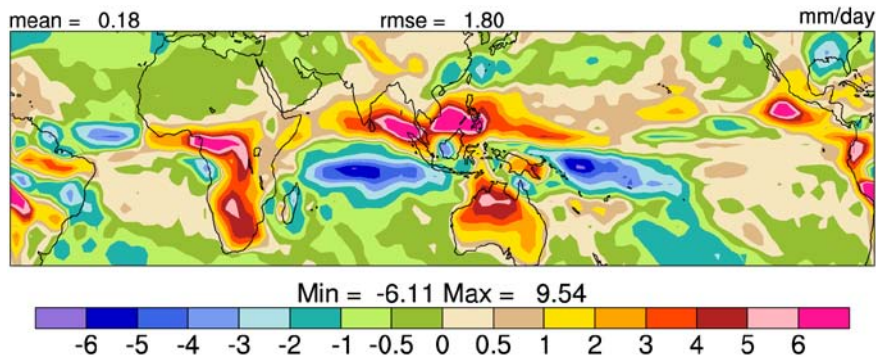 mean = 0.18 rmse = 1.80 mm/day
Min = -6.11 Max = 9.54
-6 -5 -4 -3 -2 -1 -0.5 0 0.5 1 2 3 4 5 6